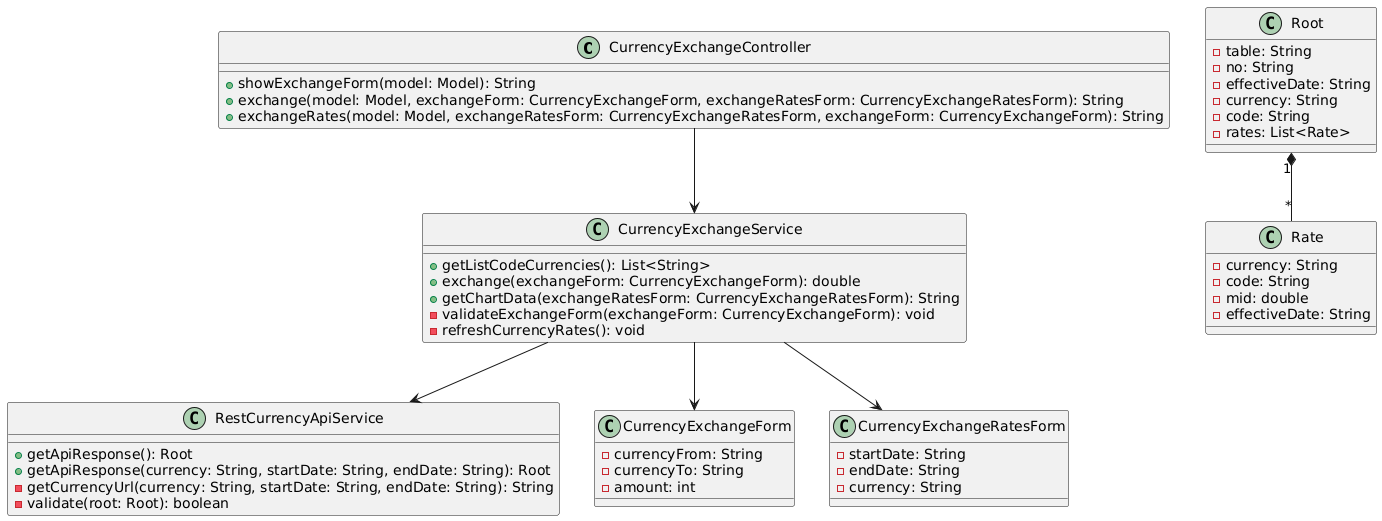 C CurrencyExchangeController
showExchangeForm(model: Model): String
exchange(model: Model, exchangeForm: CurrencyExchangeForm, exchangeRatesForm: CurrencyExchangeRatesForm): String
exchangeRates(model: Model, exchangeRatesForm: CurrencyExchangeRatesForm, exchangeForm: CurrencyExchangeForm): String
C Root
table: String
no: String
effectiveDate: String
currency: String
code: String
rates: List<Rate>
1
*
C CurrencyExchangeService
getListCodeCurrencies(): List<String>
exchange(exchangeForm: CurrencyExchangeForm): double
getChartData(exchangeRatesForm: CurrencyExchangeRatesForm): String
validateExchangeForm(exchangeForm: CurrencyExchangeForm): void
refreshCurrencyRates(): void
C Rate
currency: String
code: String
mid: double
effectiveDate: String
C RestCurrencyApiService
getApiResponse(): Root
getApiResponse(currency: String, startDate: String, endDate: String): Root
getCurrencyUrl(currency: String, startDate: String, endDate: String): String
validate(root: Root): boolean
C CurrencyExchangeForm
currencyFrom: String
currencyTo: String
amount: int
C CurrencyExchangeRatesForm
startDate: String
endDate: String
currency: String